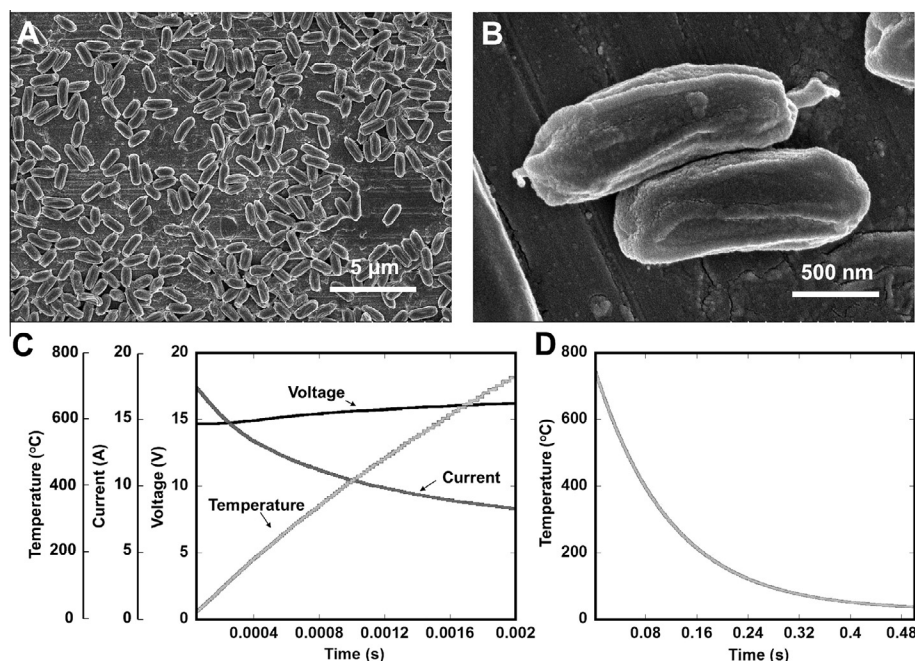 A
5 µm
B
500 nm
C
Temperature (°C)
800
600
400
200
0
Current (A)
20
15
10
5
0
Voltage (V)
20
15
10
5
0
Voltage
Current
Temperature
0.0004 0.0008 0.0012 0.0016 0.002
Time (s)
D
Temperature (°C)
800
600
400
200
0
0.08 0.16 0.24 0.32 0.4 0.48
Time (s)